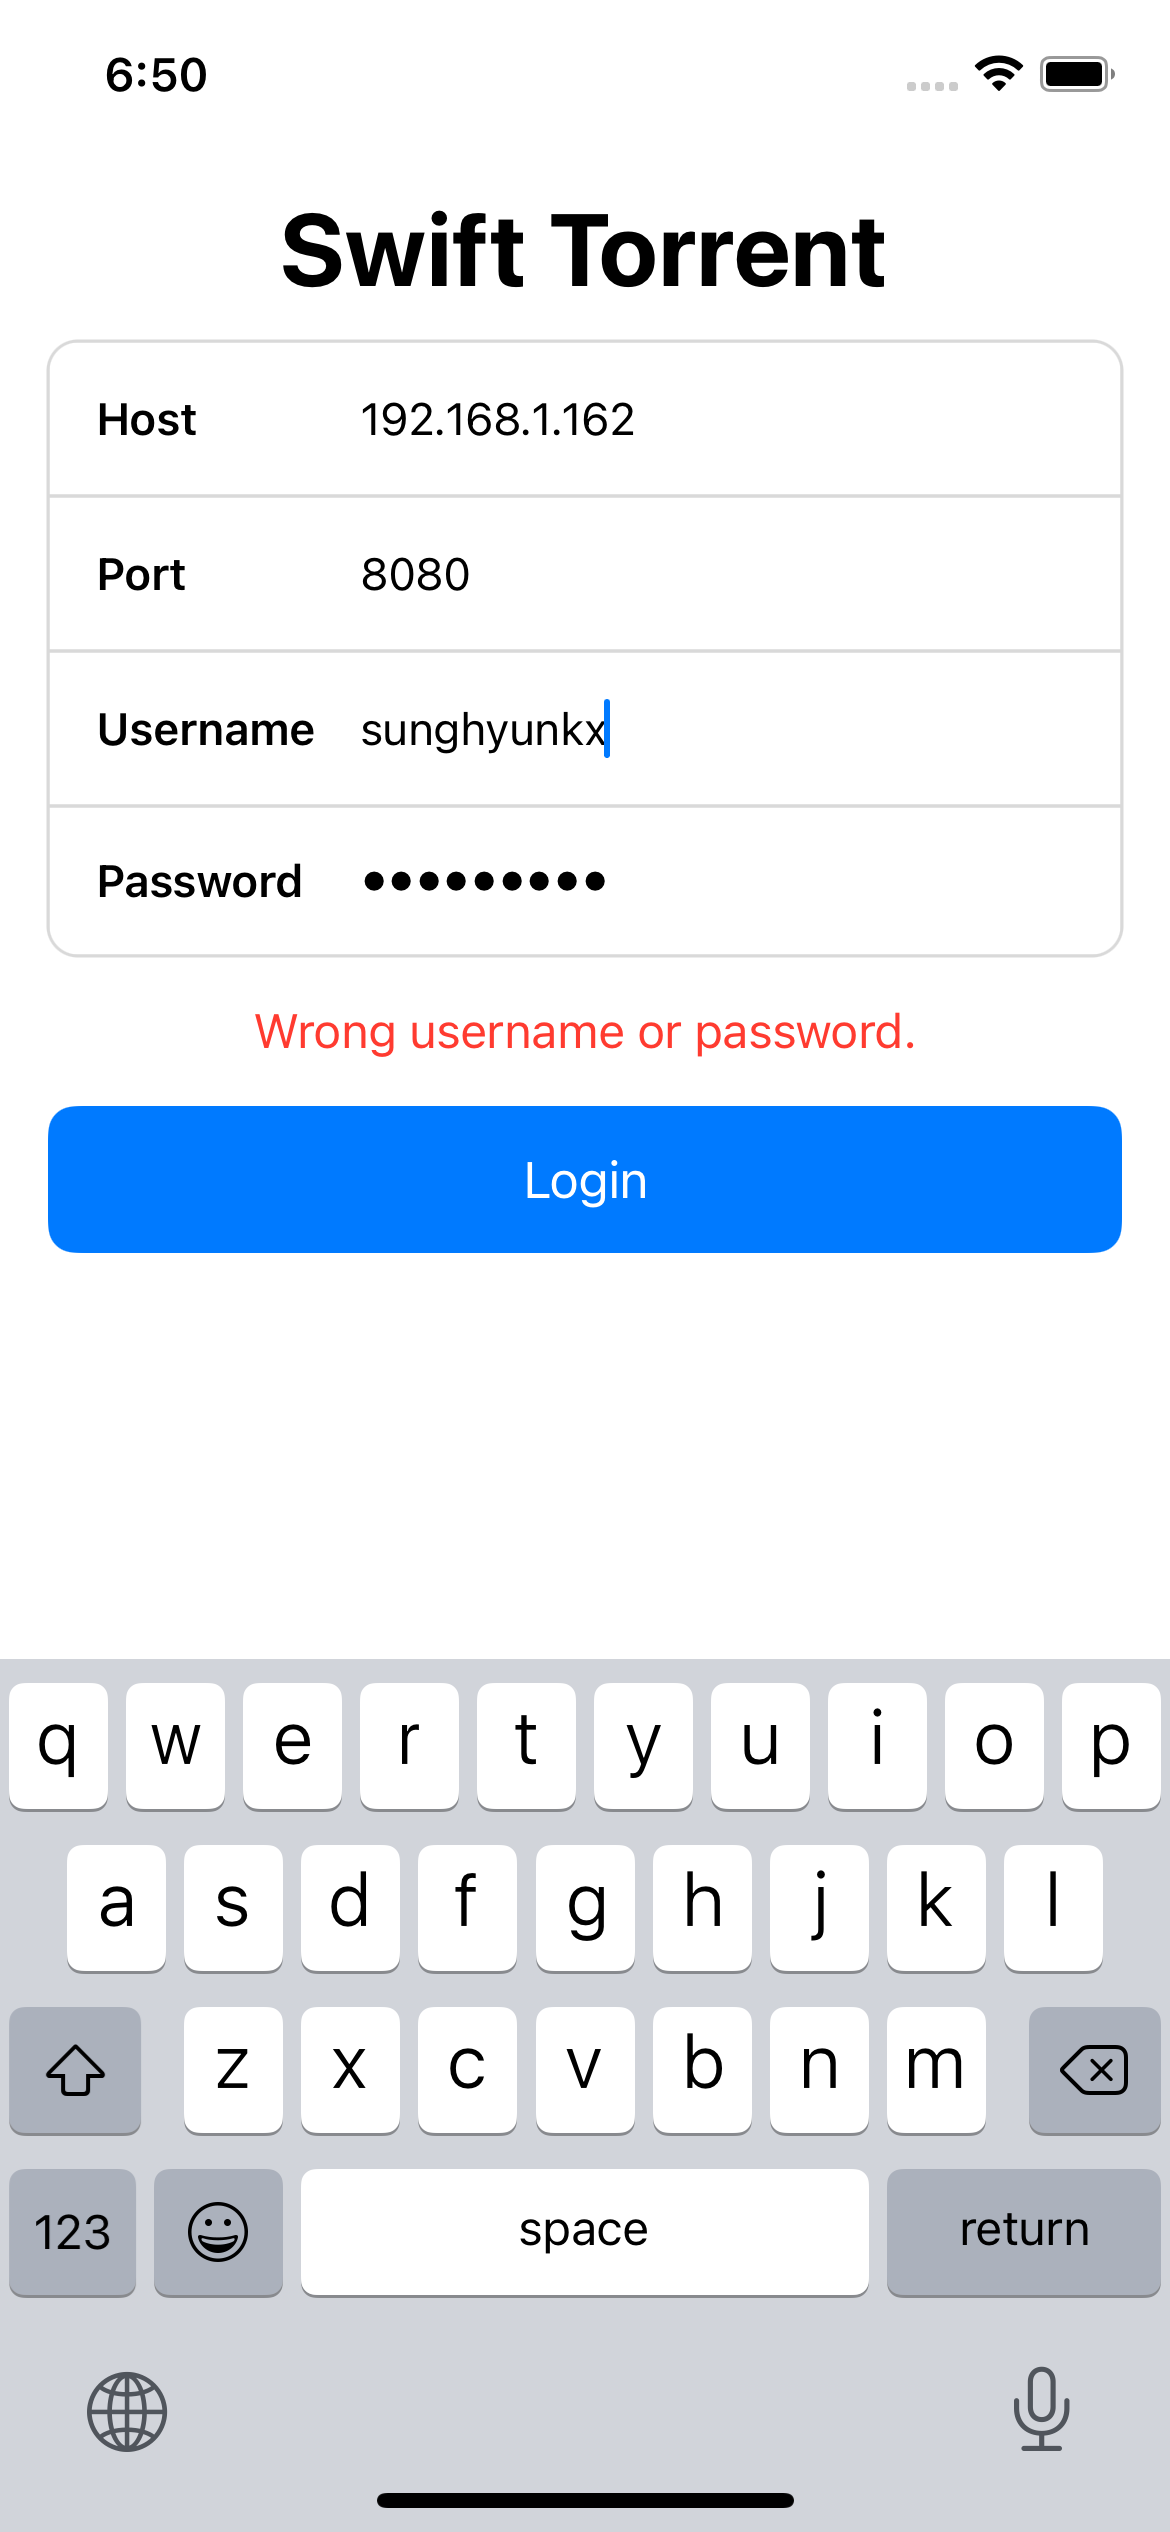 6:50
Swift Torrent
Host 192.168.1.162
Port 8080
Username sunghyunkx
Password •••••••••
Wrong username or password.
Login
q w e r t y u i o p
a s d f g h j k l
z x c v b n m
123 space return